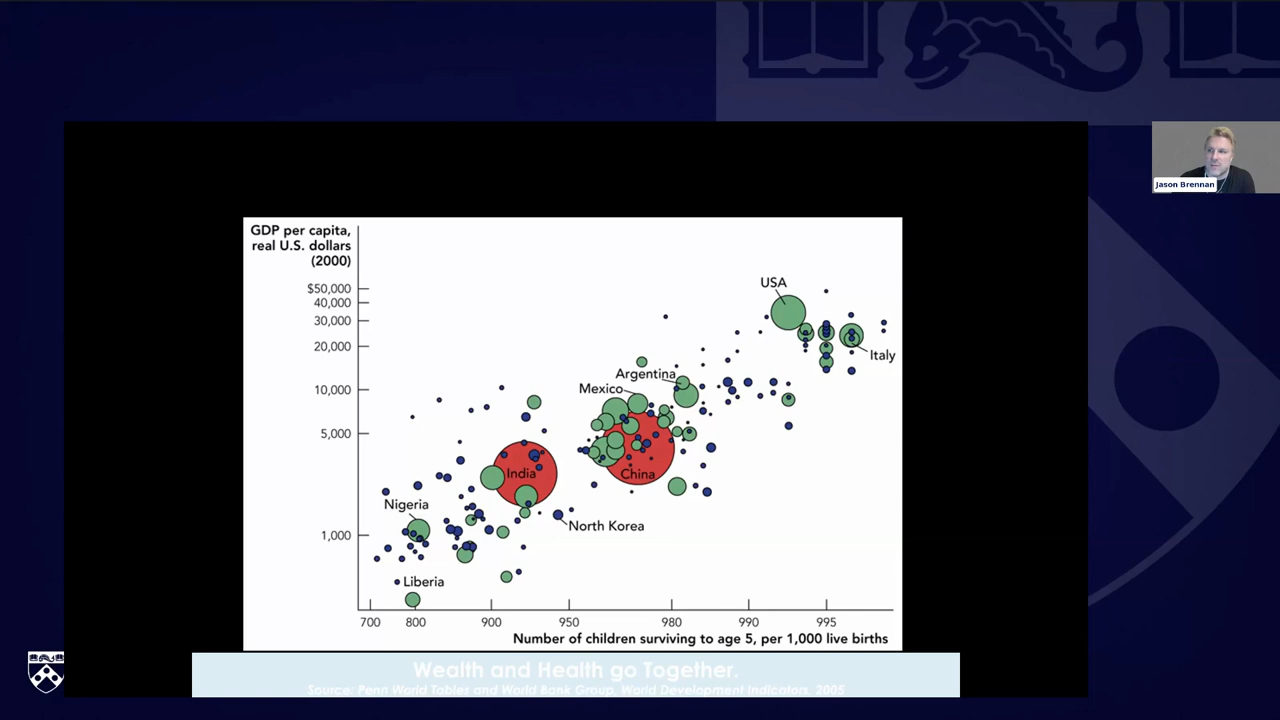 Jason Brennan
GDP per capita,
real U.S. dollars
(2000)
$50,000
40,000
30,000
20,000
10,000
5,000
1,000
USA
Italy
Argentina
Mexico
India
China
Nigeria
North Korea
Liberia
700 800 900 950 980 990 995
Number of children surviving to age 5, per 1,000 live births
Wealth and Health go Together.
Source: Penn World Tables and World Bank Group, World Development Indicators, 2005